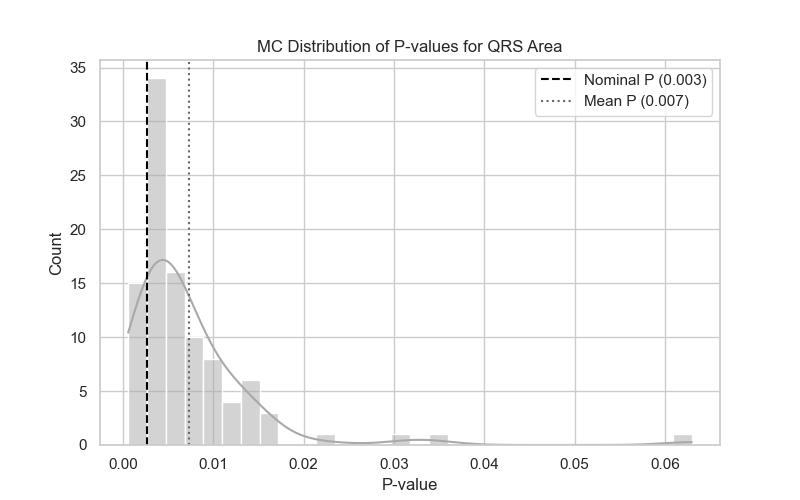 MC Distribution of P-values for QRS Area
Nominal P (0.003)
Mean P (0.007)
Count
35
30
25
20
15
10
5
0
0.00 0.01 0.02 0.03 0.04 0.05 0.06
P-value